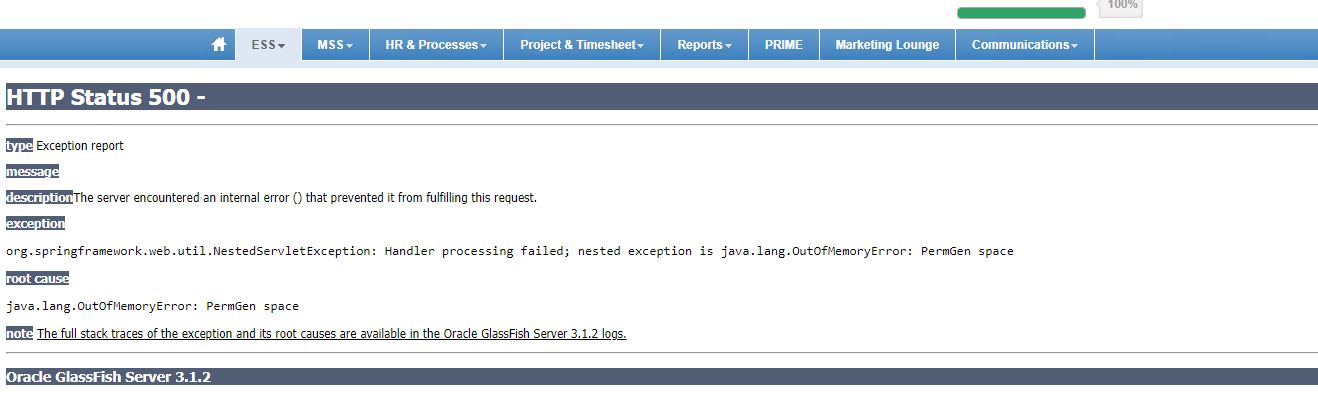 100%
ESS MSS HR & Processes Project & Timesheet Reports PRIME Marketing Lounge Communications
HTTP Status 500 -
type Exception report
message
descriptionThe server encountered an internal error () that prevented it from fulfilling this request.
exception
org.springframework.web.util.NestedServletException: Handler processing failed; nested exception is java.lang.OutOfMemoryError: PermGen space
root cause
java.lang.OutOfMemoryError: PermGen space
note The full stack traces of the exception and its root causes are available in the Oracle GlassFish Server 3.1.2 logs.
Oracle GlassFish Server 3.1.2